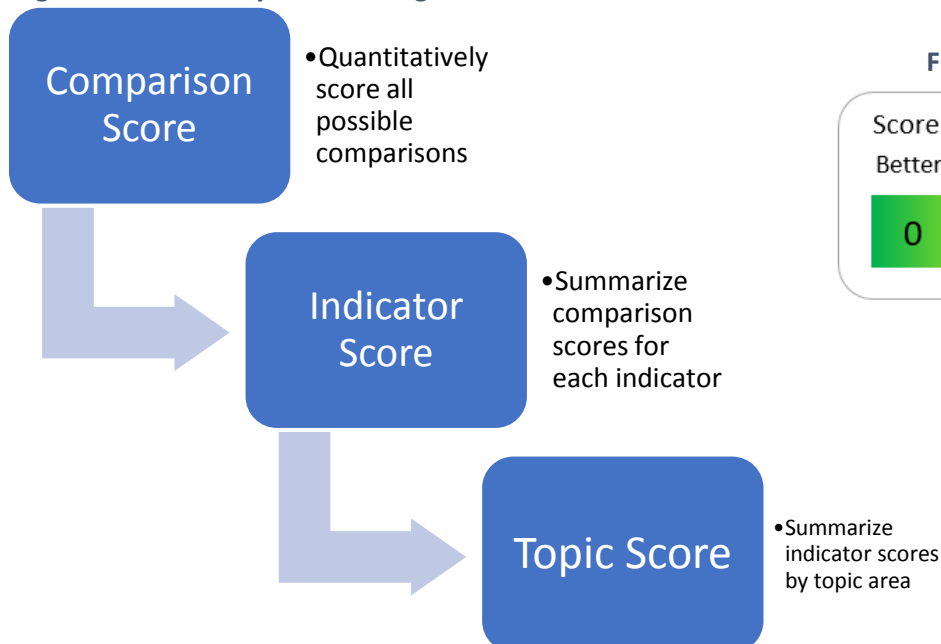 Comparison
Score
•Quantitatively
score all
possible
comparisons
F
Score
Better
0
Indicator
Score
•Summarize
comparison
scores for
each indicator
Topic Score
•Summarize
indicator scores
by topic area